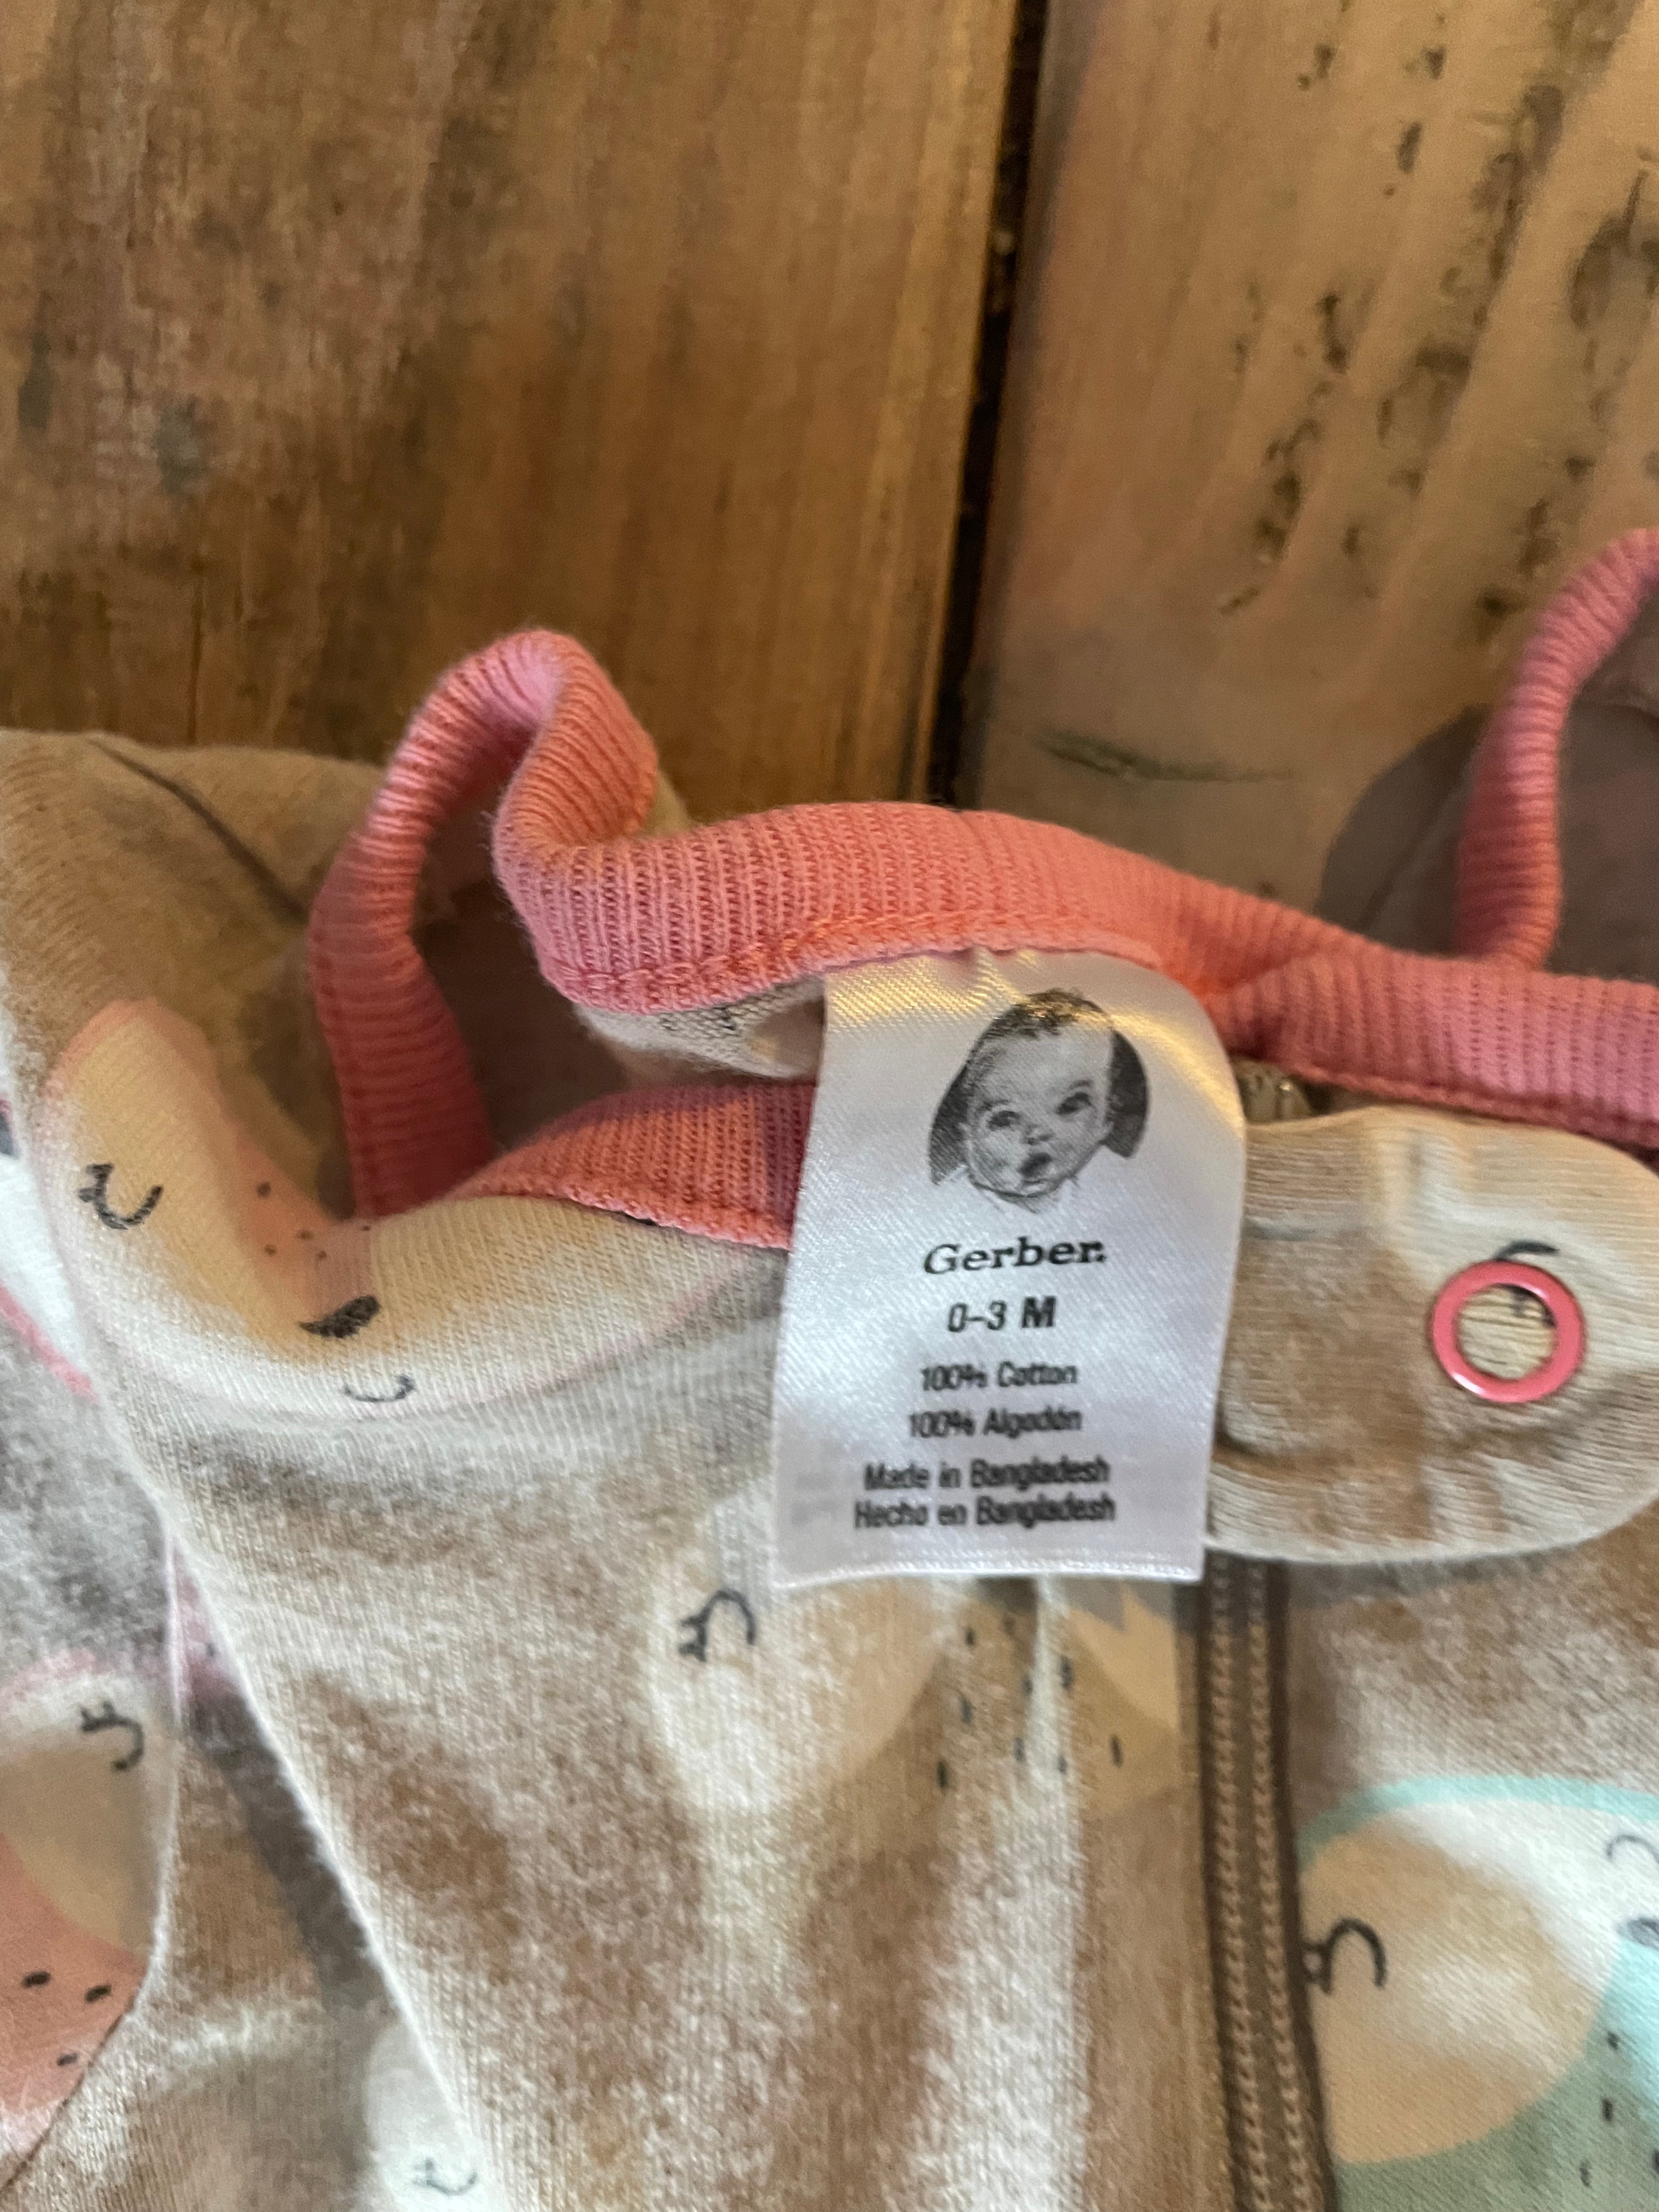 Gerber.
0-3 M
100% Cotton
100% Algodón
Made in Bangladesh
Hecho en Bangladesh